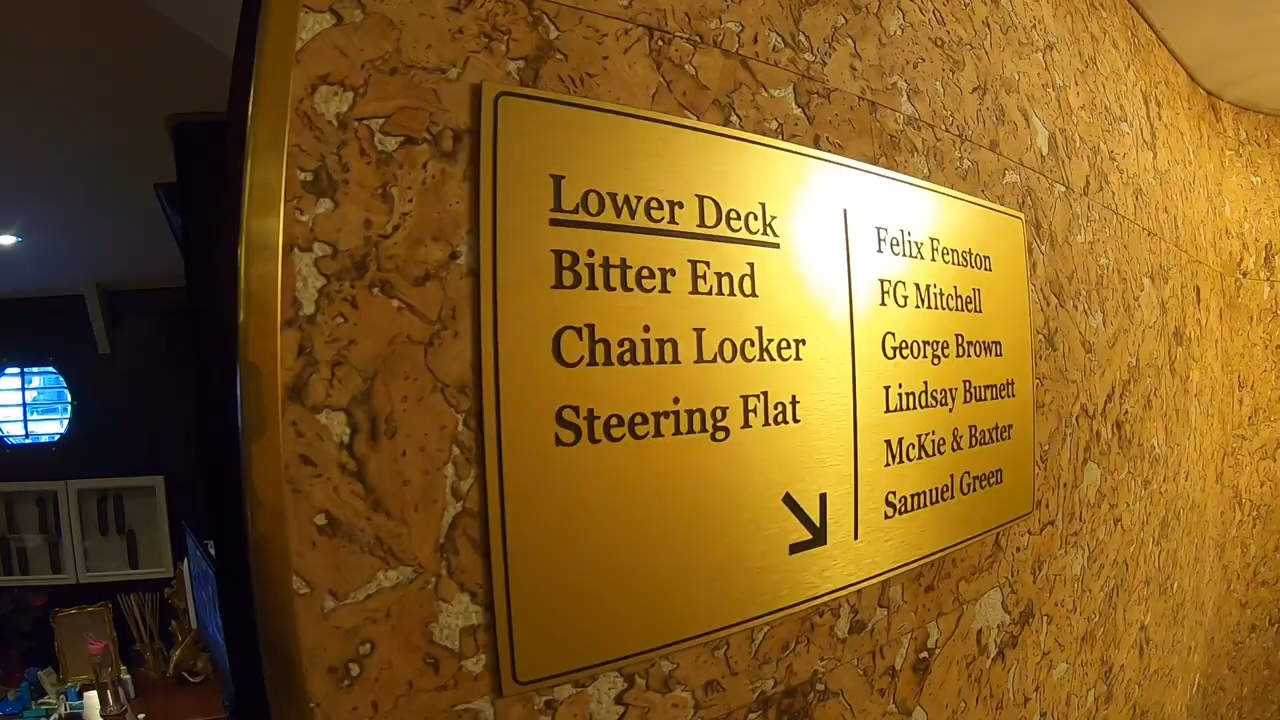 Lower Deck
Bitter End
Chain Locker
Steering Flat
Felix Fenston
FG Mitchell
George Brown
Lindsay Burnett
McKie & Baxter
Samuel Green